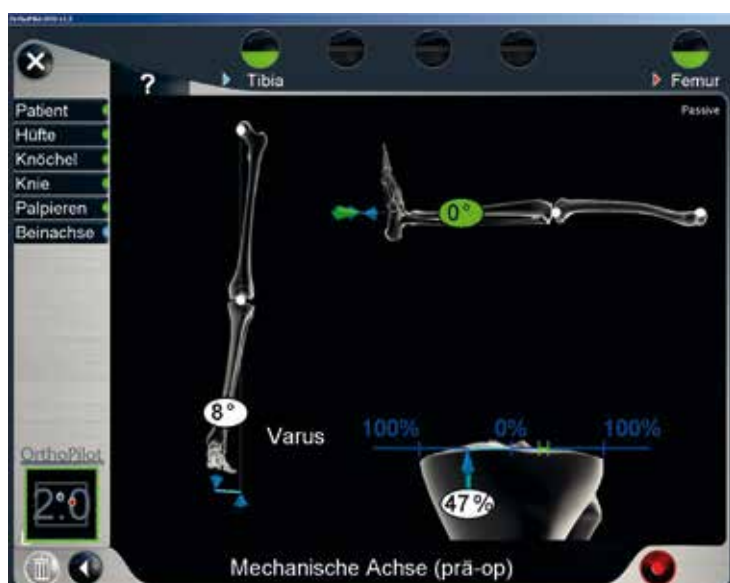 ?
Tibia
Femur
Passive
Patient
Hüfte
Knöchel
Knie
Palpieren
Beinachse
0°
8°
Varus
100% 0% 100%
47%
OrthoPilot
2.0
Mechanische Achse (prä-op)